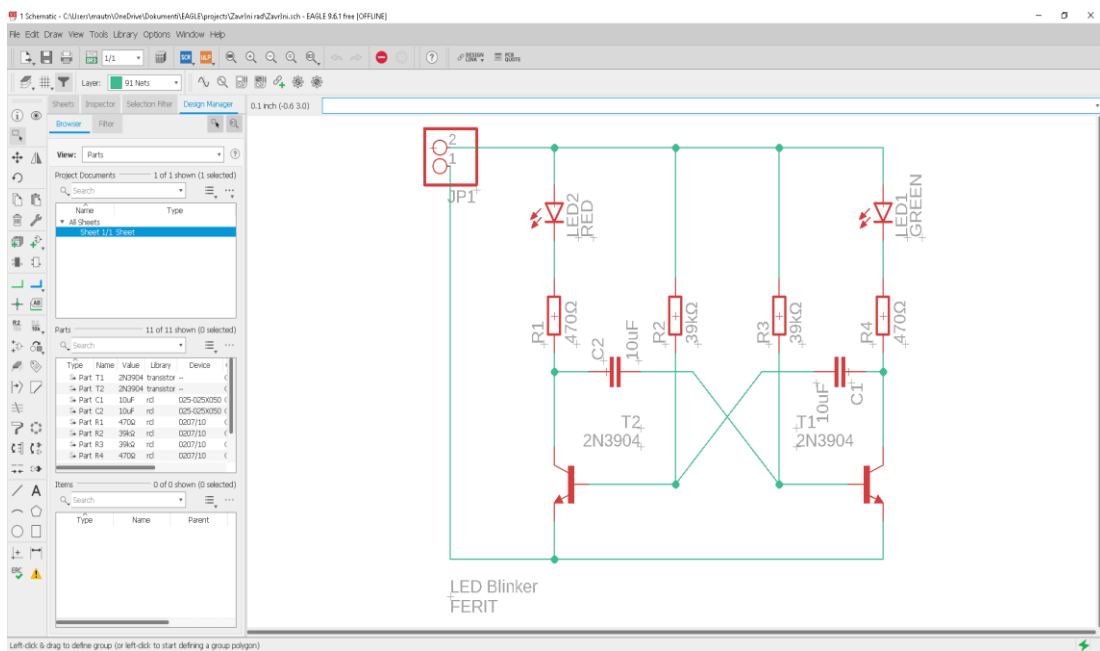 1 Schematic - C:\Users\mautn\OneDrive\Dokumenti\EAGLE\projects\Završni rad\Završni.sch - EAGLE 9.6.1 free [OFFLINE]
File Edit Draw View Tools Library Options Window Help
1/1
SCR ULP
DESIGN LINK
PCB QUOTE
Layer: 91 Nets
Sheets Inspector Selection Filter Design Manager
0.1 inch (-0.6 3.0)
Browser Filter
View: Parts
Project Documents 1 of 1 shown (1 selected)
Search
Name Type
All Sheets
Sheet 1/1 Sheet
Parts 11 of 11 shown (0 selected)
Search
Type Name Value Library Device
Part T1 2N3904 transistor --
Part T2 2N3904 transistor --
Part C1 10uF rcl 025-025X050
Part C2 10uF rcl 025-025X050
Part R1 470Ω rcl 0207/10
Part R2 39kΩ rcl 0207/10
Part R3 39kΩ rcl 0207/10
Part R4 470Ω rcl 0207/10
Items 0 of 0 shown (0 selected)
Search
Type Name Parent
2
1
JP1
LED2
RED
LED1
GREEN
R1
470Ω
C2
10uF
R2
39kΩ
R3
39kΩ
R4
470Ω
10uF
C1
T2
2N3904
T1
2N3904
LED Blinker
FERIT
ERC
Left-click & drag to define group (or left-click to start defining a group polygon)